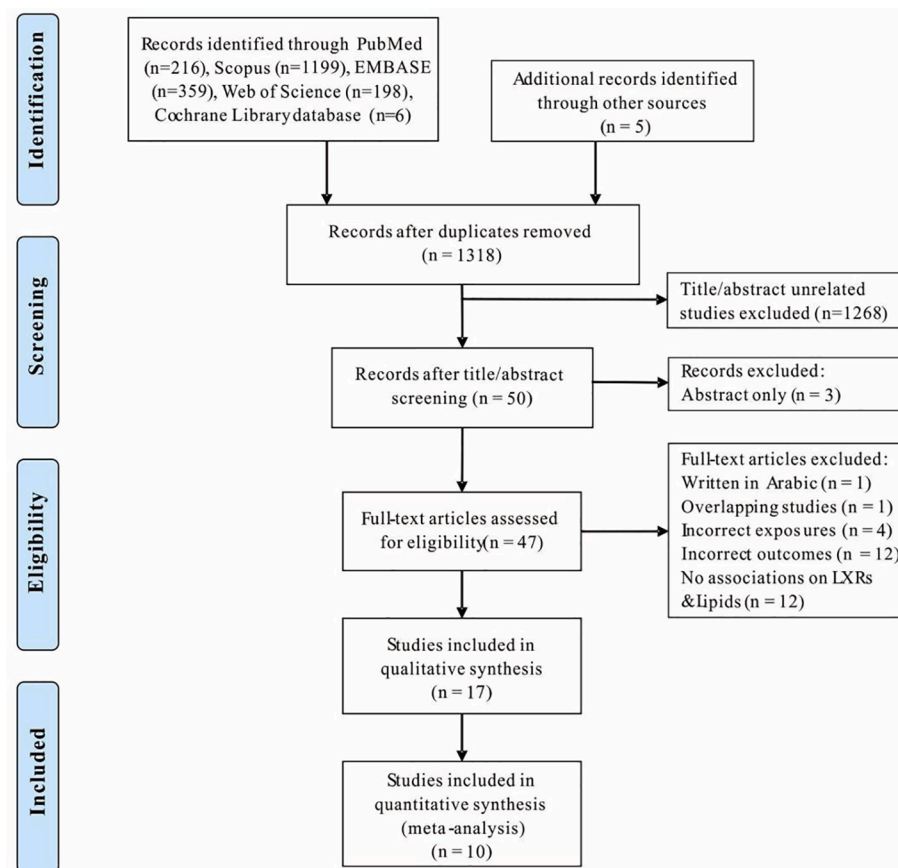 Identification
Records identified through PubMed
(n=216), Scopus (n=1199), EMBASE
(n=359), Web of Science (n=198),
Cochrane Library database (n=6)
Additional records identified
through other sources
(n = 5)
Records after duplicates removed
(n = 1318)
Screening
Title/abstract unrelated
studies excluded (n=1268)
Records after title/abstract
screening (n = 50)
Records excluded:
Abstract only (n = 3)
Eligibility
Full-text articles assessed
for eligibility(n = 47)
Full-text articles excluded:
Written in Arabic (n = 1)
Overlapping studies (n = 1)
Incorrect exposures (n = 4)
Incorrect outcomes (n = 12)
No associations on LXRs
&Lipids (n = 12)
Studies included in
qualitative synthesis
(n = 17)
Included
Studies included in
quantitative synthesis
(meta-analysis)
(n = 10)